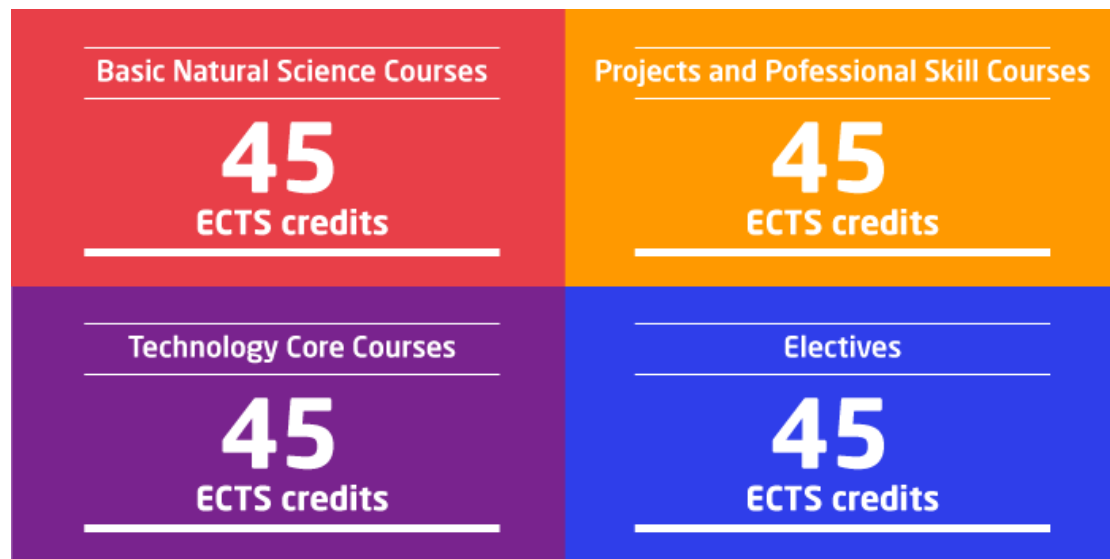 Basic Natural Science Courses
45
ECTS credits
Projects and Pofessional Skill Courses
45
ECTS credits
Technology Core Courses
45
ECTS credits
Electives
45
ECTS credits